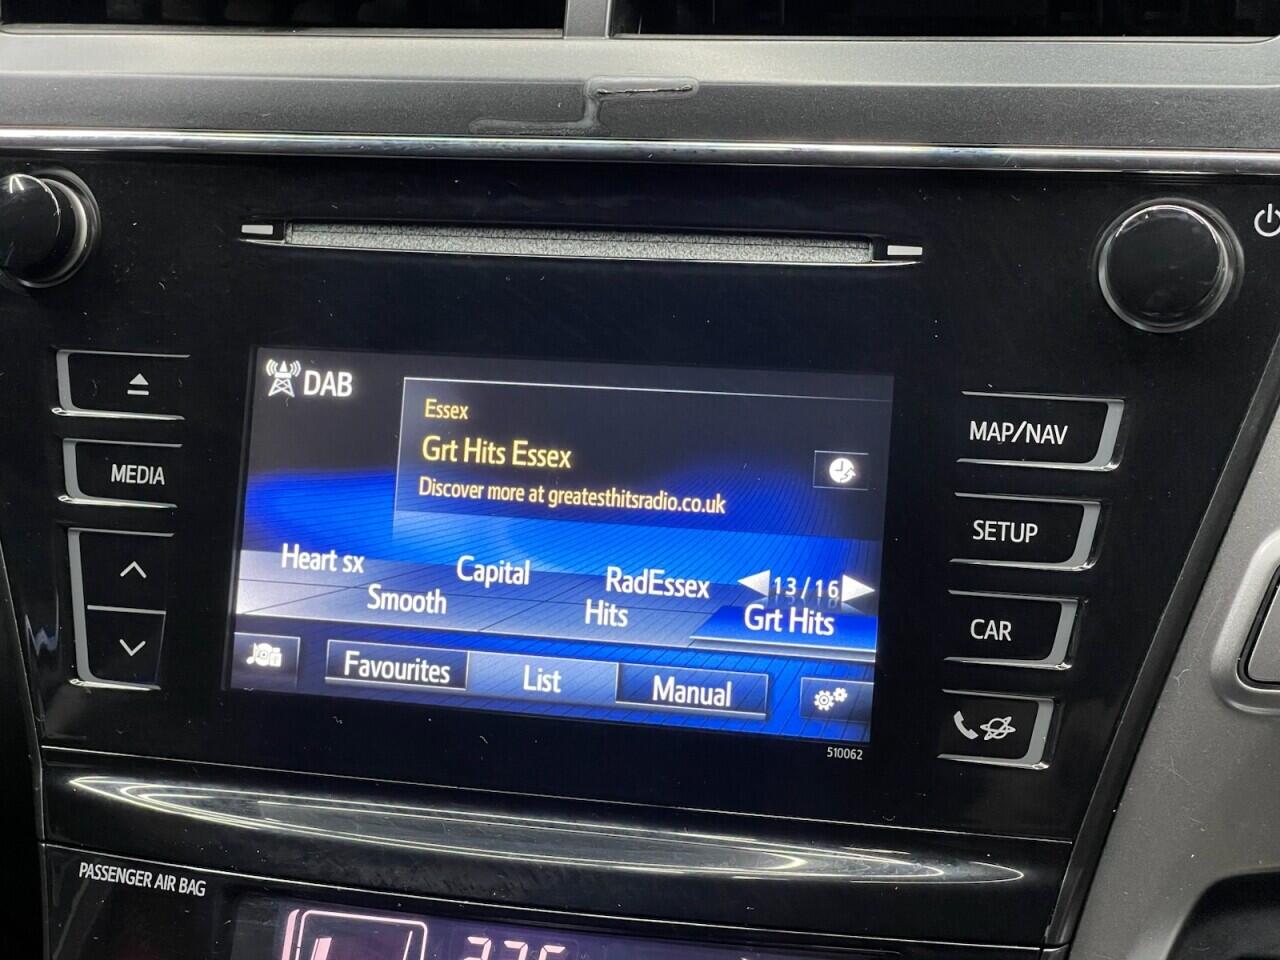 DAB
Essex
Grt Hits Essex
Discover more at greatesthitsradio.co.uk
Heart sx
Capital
RadEssex
13/16
Smooth
Hits
Grt Hits
Favourites
List
Manual
510062
MEDIA
MAP/NAV
SETUP
CAR
PASSENGER AIR BAG